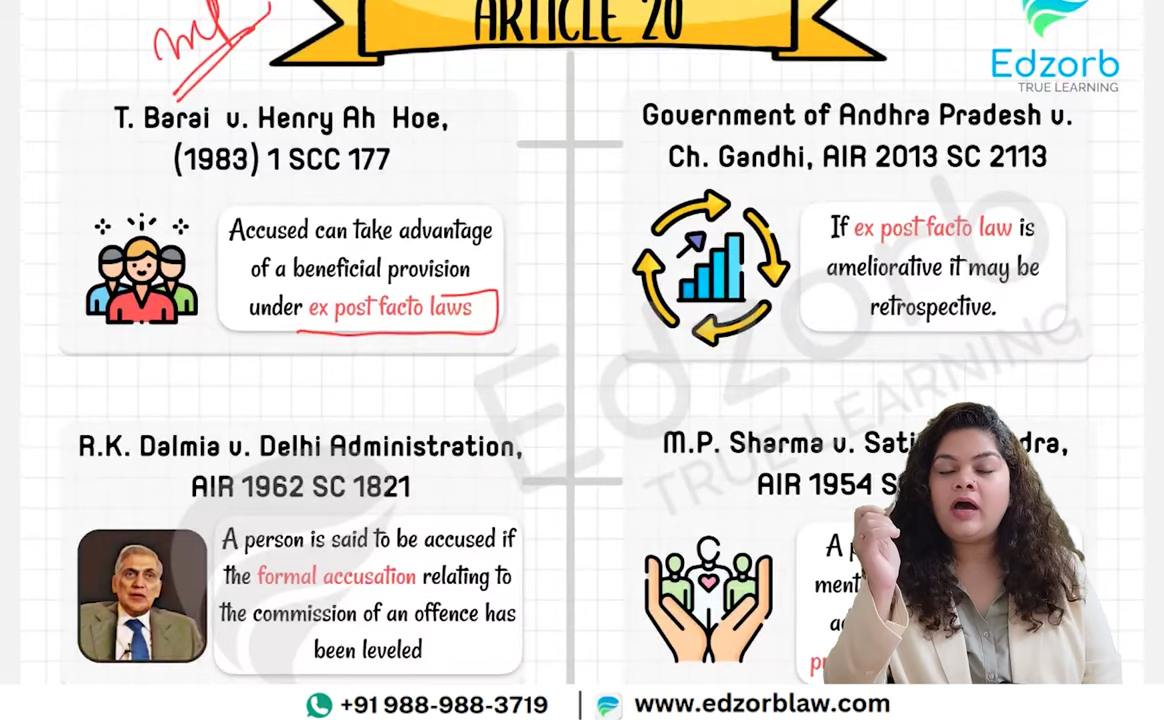 ARTICLE 20
Edzorb
TRUE LEARNING
T. Barai v. Henry Ah Hoe,
(1983) 1 SCC 177
Accused can take advantage
of a beneficial provision
under ex post facto laws
Government of Andhra Pradesh v.
Ch. Gandhi, AIR 2013 SC 2113
If ex post facto law is
ameliorative it may be
retrospective.
R.K. Dalmia v. Delhi Administration,
AIR 1962 SC 1821
A person is said to be accused if
the formal accusation relating to
the commission of an offence has
been leveled
M.P. Sharma v.
AIR 1954
A
Edzorb
TRUE LEARNING
+91 988-988-3719 | www.edzorblaw.com